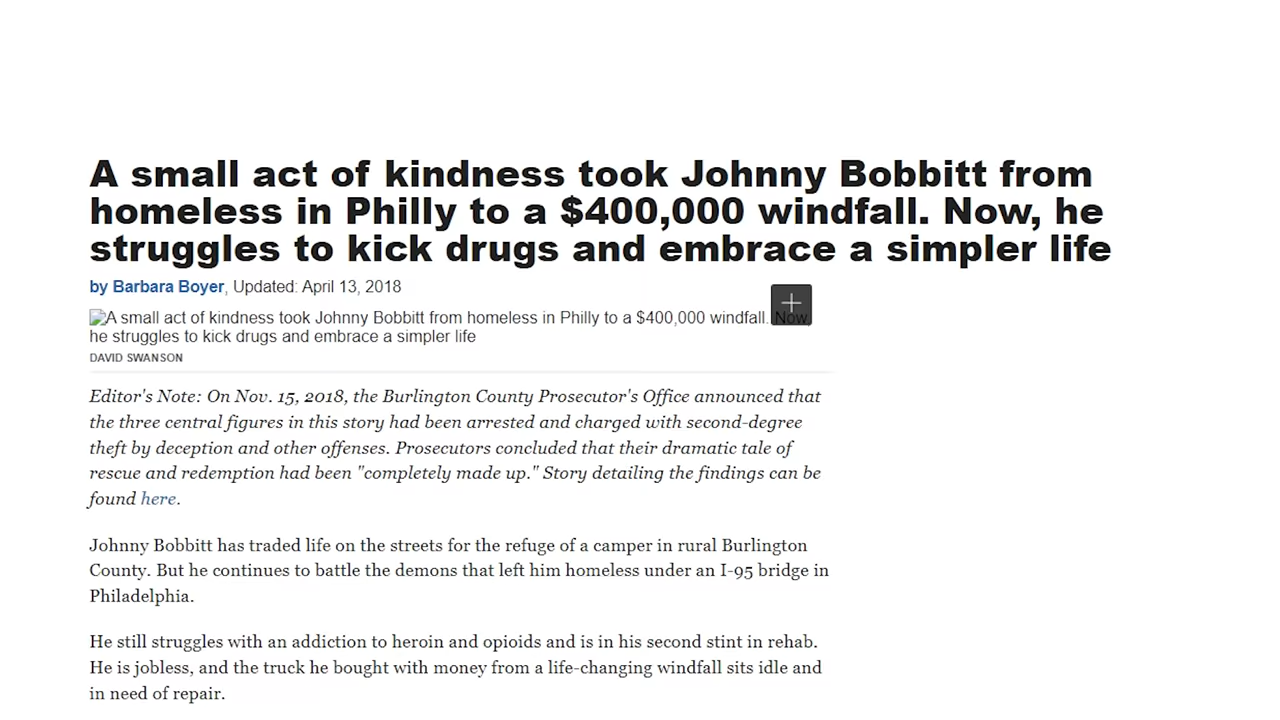 A small act of kindness took Johnny Bobbitt from
homeless in Philly to a $400,000 windfall. Now, he
struggles to kick drugs and embrace a simpler life
by Barbara Boyer, Updated: April 13, 2018
A small act of kindness took Johnny Bobbitt from homeless in Philly to a $400,000 windfall. Now,
he struggles to kick drugs and embrace a simpler life
DAVID SWANSON
Editor's Note: On Nov. 15, 2018, the Burlington County Prosecutor's Office announced that
the three central figures in this story had been arrested and charged with second-degree
theft by deception and other offenses. Prosecutors concluded that their dramatic tale of
rescue and redemption had been "completely made up." Story detailing the findings can be
found here.
Johnny Bobbitt has traded life on the streets for the refuge of a camper in rural Burlington
County. But he continues to battle the demons that left him homeless under an I-95 bridge in
Philadelphia.
He still struggles with an addiction to heroin and opioids and is in his second stint in rehab.
He is jobless, and the truck he bought with money from a life-changing windfall sits idle and
in need of repair.